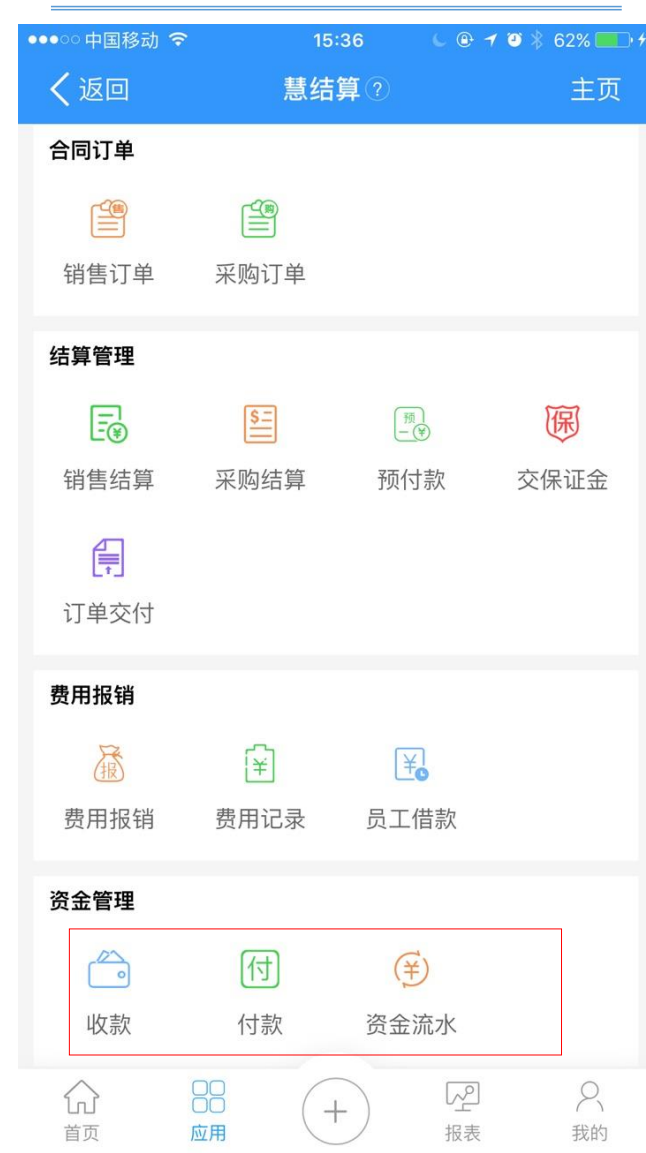 中国移动 15:36 62%
返回 慧结算? 主页
合同订单
售 购
销售订单 采购订单
结算管理
¥ $ 预 ¥ 保
销售结算 采购结算 预付款 交保证金
订单交付
费用报销
报 ¥ ¥
费用报销 费用记录 员工借款
资金管理
付 ¥
收款 付款 资金流水
+
首页 应用 报表 我的